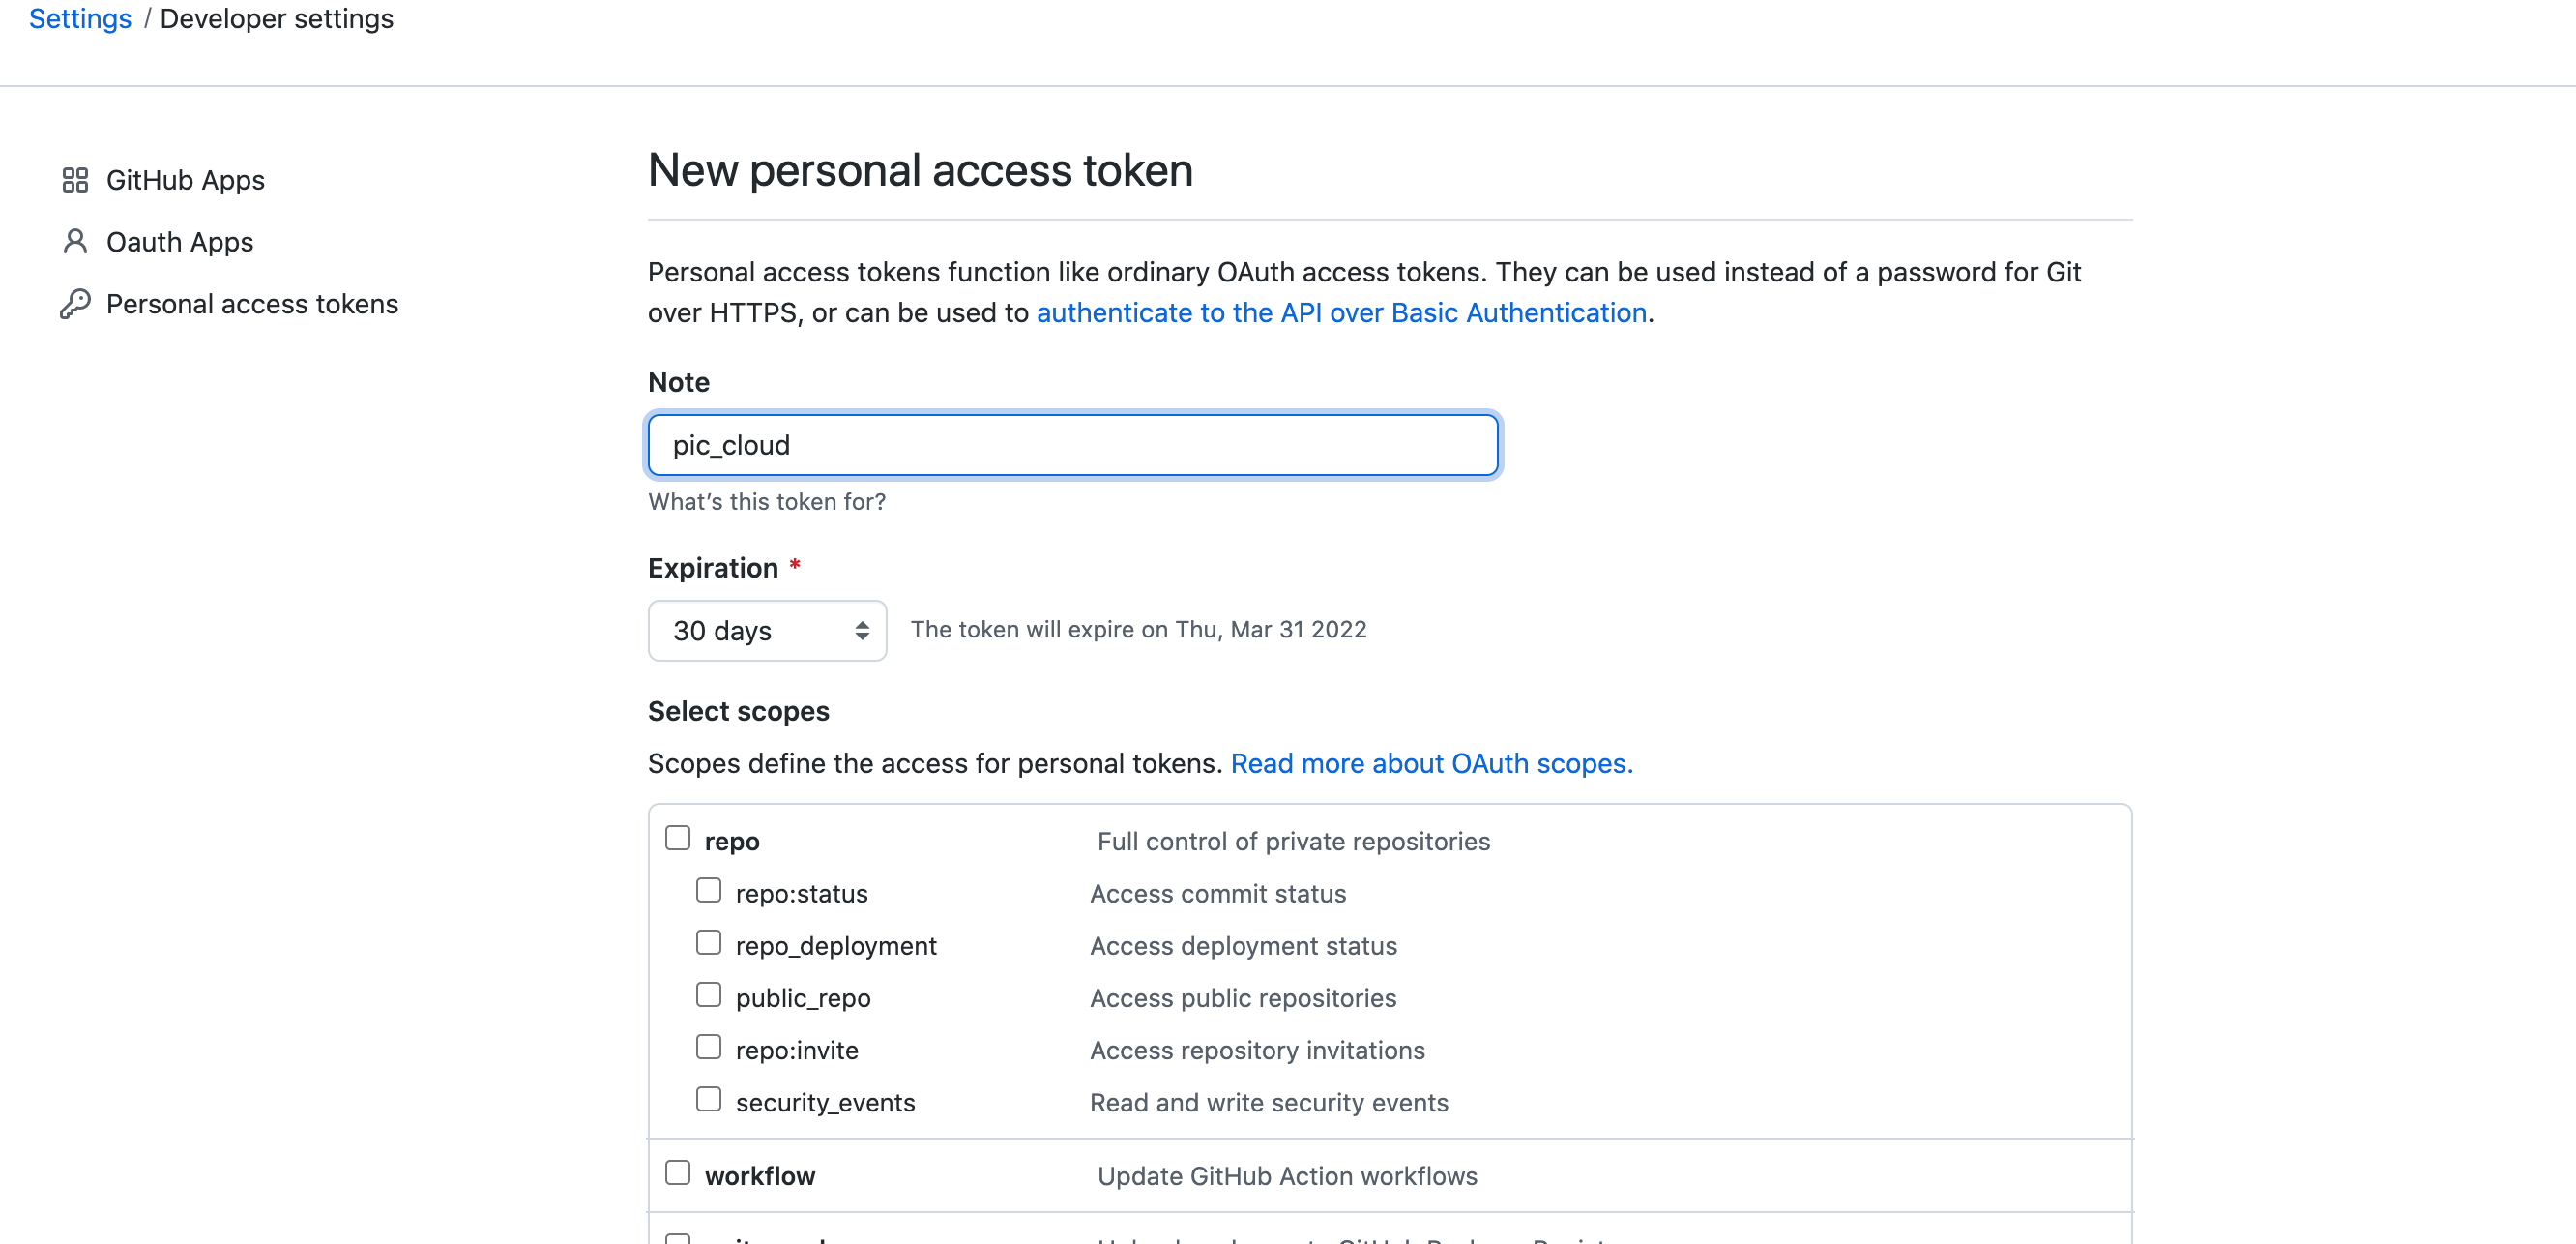 Settings / Developer settings
GitHub Apps
Oauth Apps
Personal access tokens
New personal access token
Personal access tokens function like ordinary OAuth access tokens. They can be used instead of a password for Git
over HTTPS, or can be used to authenticate to the API over Basic Authentication.
Note
pic_cloud
What's this token for?
Expiration *
30 days
The token will expire on Thu, Mar 31 2022
Select scopes
Scopes define the access for personal tokens. Read more about OAuth scopes.
repo Full control of private repositories
repo:status Access commit status
repo_deployment Access deployment status
public_repo Access public repositories
repo:invite Access repository invitations
security_events Read and write security events
workflow Update GitHub Action workflows